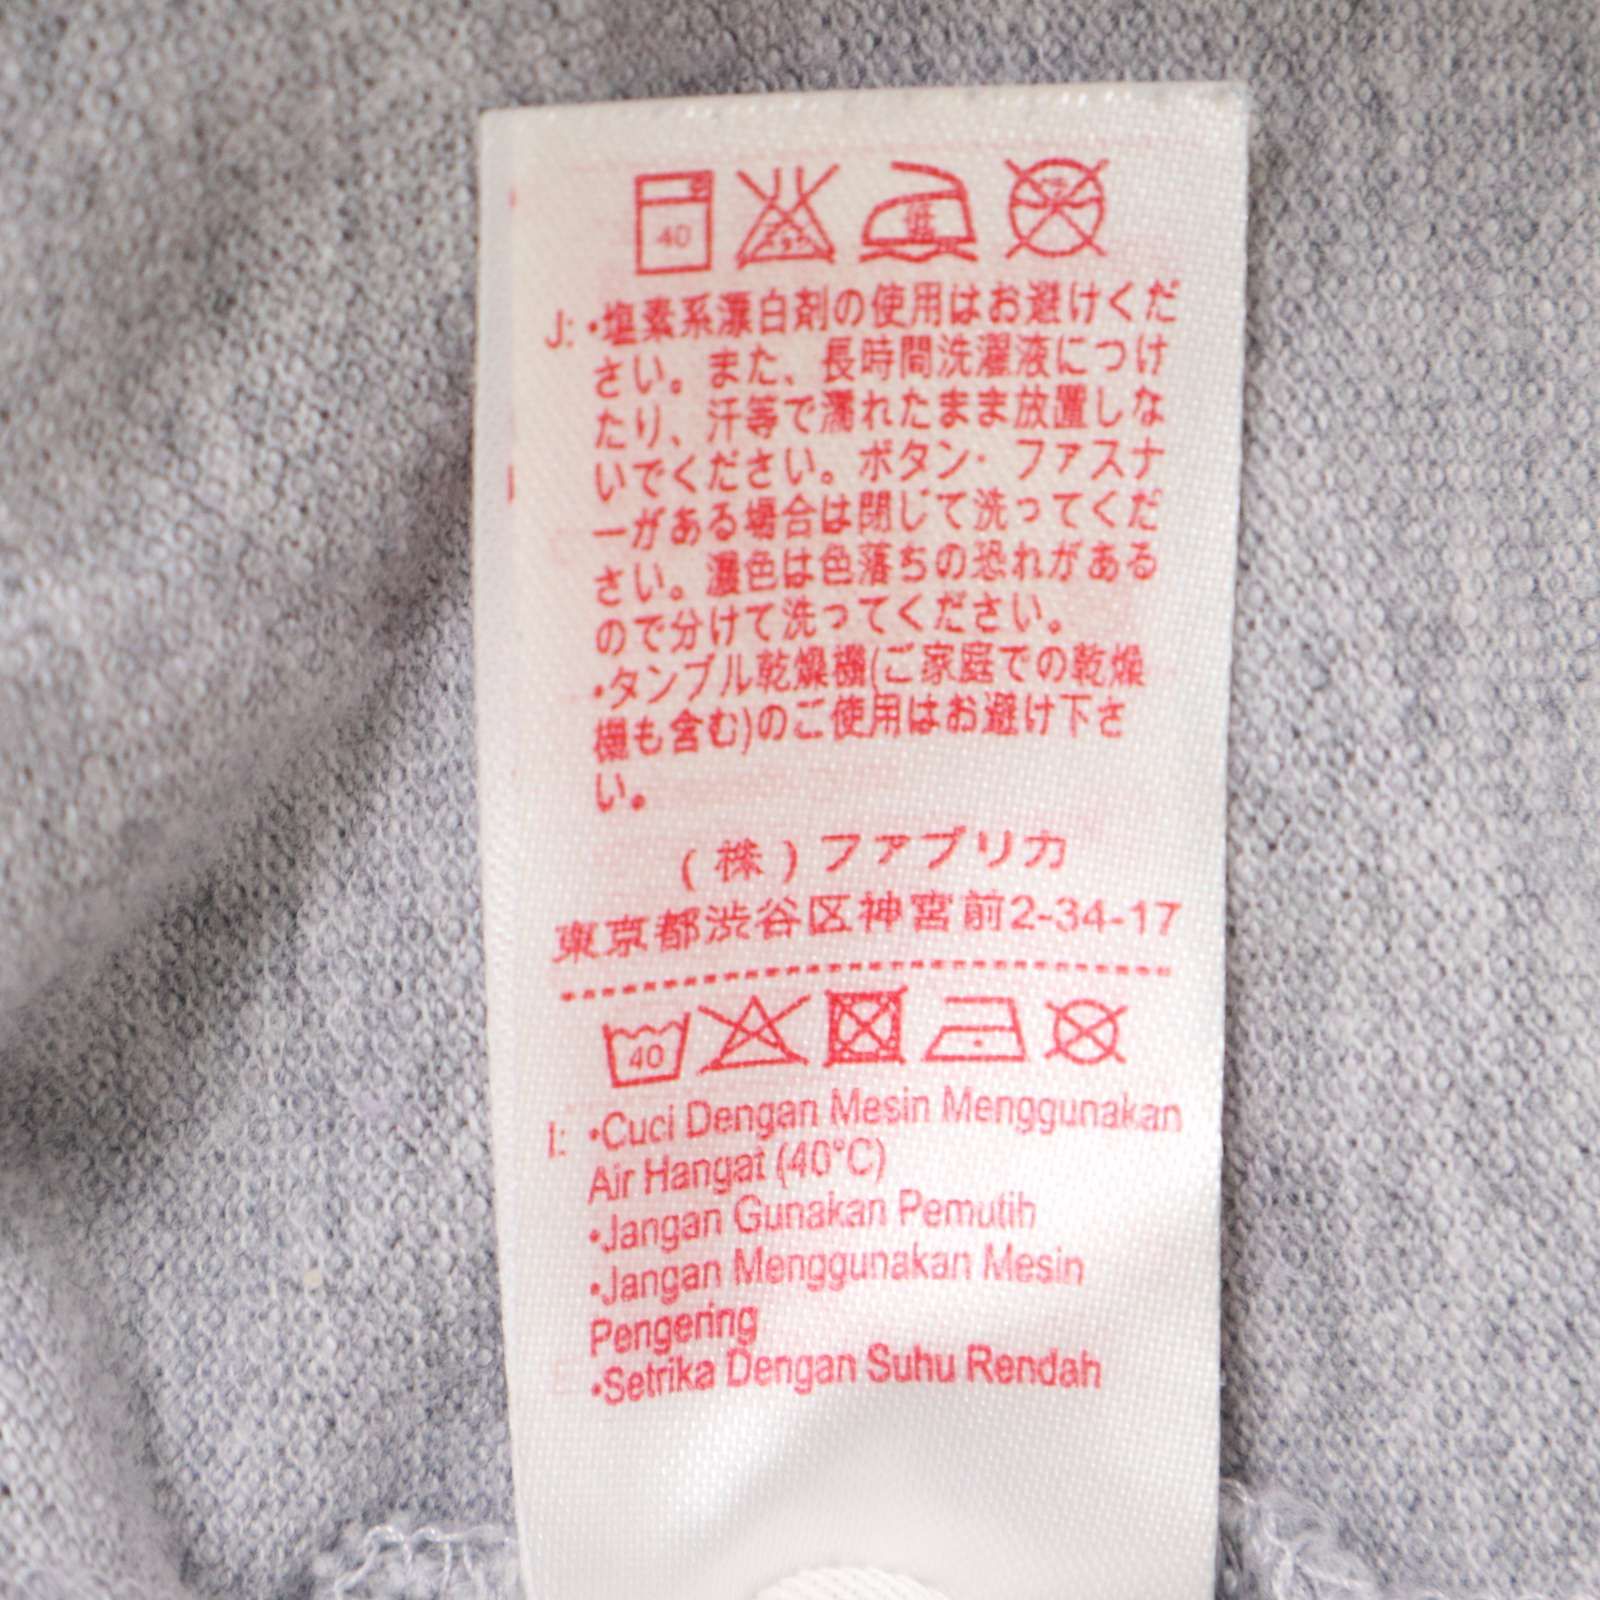 40
低
J: •塩素系漂白剤の使用はお避けくだ
さい。また、長時間洗濯液につけ
たり、汗等で濡れたまま放置しな
いでください。ボタン・ファスナ
ーがある場合は閉じて洗ってくだ
さい。濃色は色落ちの恐れがある
ので分けて洗ってください。
•タンブル乾燥機(ご家庭での乾燥
機も含む)のご使用はお避け下さ
い。
(株)ファブリカ
東京都渋谷区神宮前2-34-17
40
I: •Cuci Dengan Mesin Menggunakan
Air Hangat (40°C)
•Jangan Gunakan Pemutih
•Jangan Menggunakan Mesin
Pengering
•Setrika Dengan Suhu Rendah